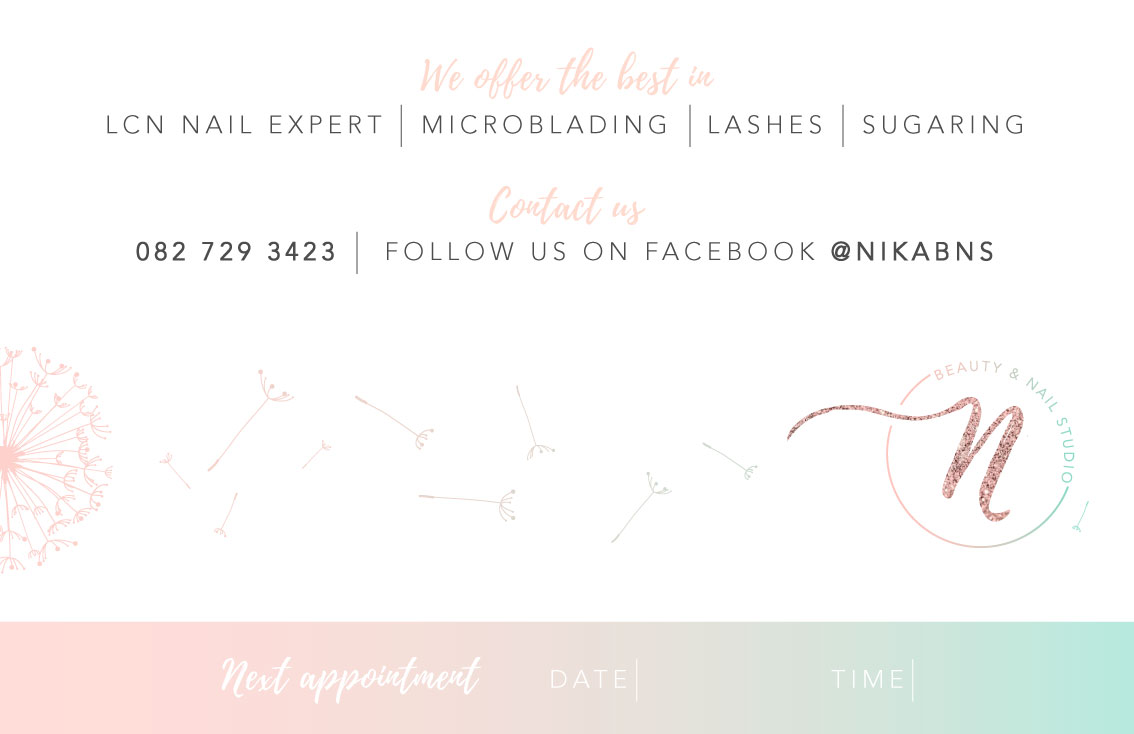 We offer the best in
LCN NAIL EXPERT | MICROBLADING | LASHES | SUGARING
Contact us
082 729 3423 | FOLLOW US ON FACEBOOK @NIKABNS
BEAUTY & NAIL STUDIO
N
Next appointment DATE| TIME|